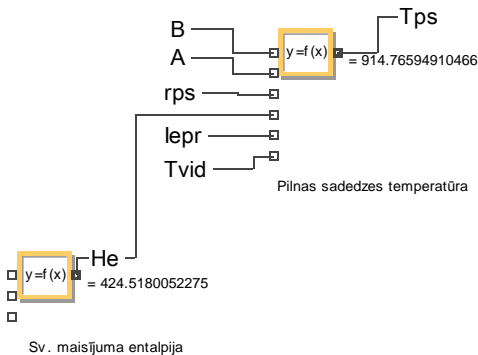 Tps
B
y=f(x)
= 914.76594910466
A
rps
Iepr
Tvid
Pilnas sadedzes temperatūra
He
y=f(x)
= 424.5180052275
Sv. maisījuma entalpija